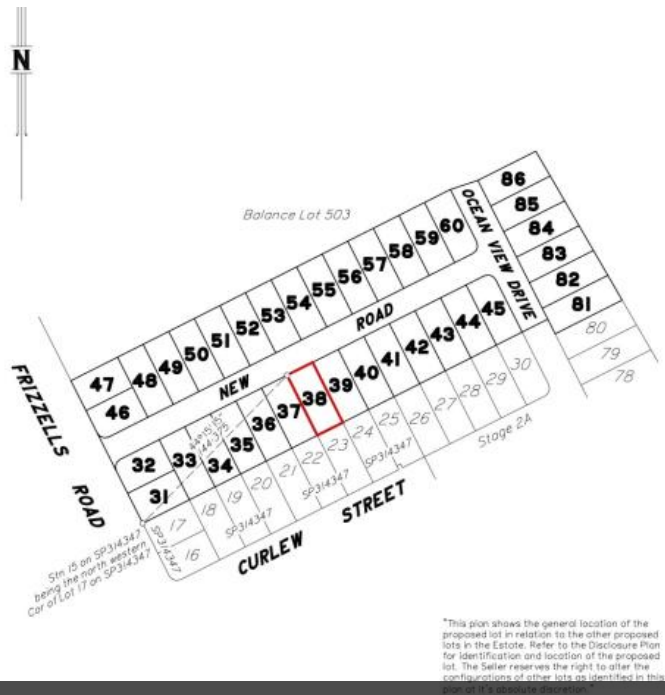 N
Balance Lot 503
86
85
84
83
82
81
80
79
78
OCEAN VIEW DRIVE
47
46
48
49
50
51
52
53
54
55
56
57
58
59
60
NEW ROAD
32
31
33
34
35
36
37
38
39
40
41
42
43
44
45
44°15'50"
FRIZZELLS ROAD
17
16
18
19
20
21
22
23
24
25
26
27
28
29
30
SP314347
SP314347
SP314347
SP314347
Stage 2A
CURLEW STREET
Stn 15 on SP314347
being the north western
Cor of Lot 17 on SP314347
"This plan shows the general location of the
proposed lot in relation to the other proposed
lots in the Estate. Refer to the Disclosure Plan
for identification and location of the proposed
lot. The Seller reserves the right to alter the
configurations of other lots as identified in this
plan at it's absolute discretion."